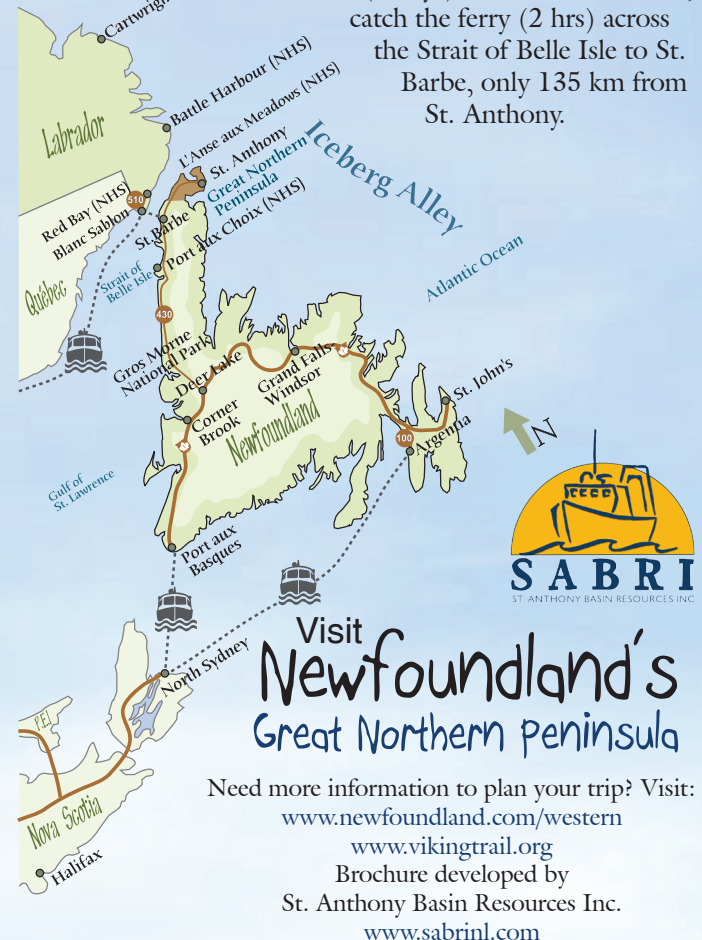 catch the ferry (2 hrs) across
the Strait of Belle Isle to St.
Barbe, only 135 km from
St. Anthony.
Battle Harbour (NHS)
Labrador
L'Anse aux Meadows (NHS)
St. Anthony
Great Northern
Peninsula
Iceberg Alley
510
Red Bay (NHS)
Blanc Sablon
St. Barbe
Port aux Choix (NHS)
Strait of
Belle Isle
Atlantic Ocean
Québec
430
Gros Morne
National Park
Deer Lake
Grand Falls-
Windsor
St. John's
Corner
Brook
Newfoundland
100
Argentia
N
Gulf of
St. Lawrence
Port aux
Basques
SABRI
ST. ANTHONY BASIN RESOURCES INC
North Sydney
P.E.I.
Nova Scotia
Halifax
Visit
Newfoundland's
Great Northern Peninsula
Need more information to plan your trip? Visit:
www.newfoundland.com/western
www.vikingtrail.org
Brochure developed by
St. Anthony Basin Resources Inc.
www.sabrinl.com